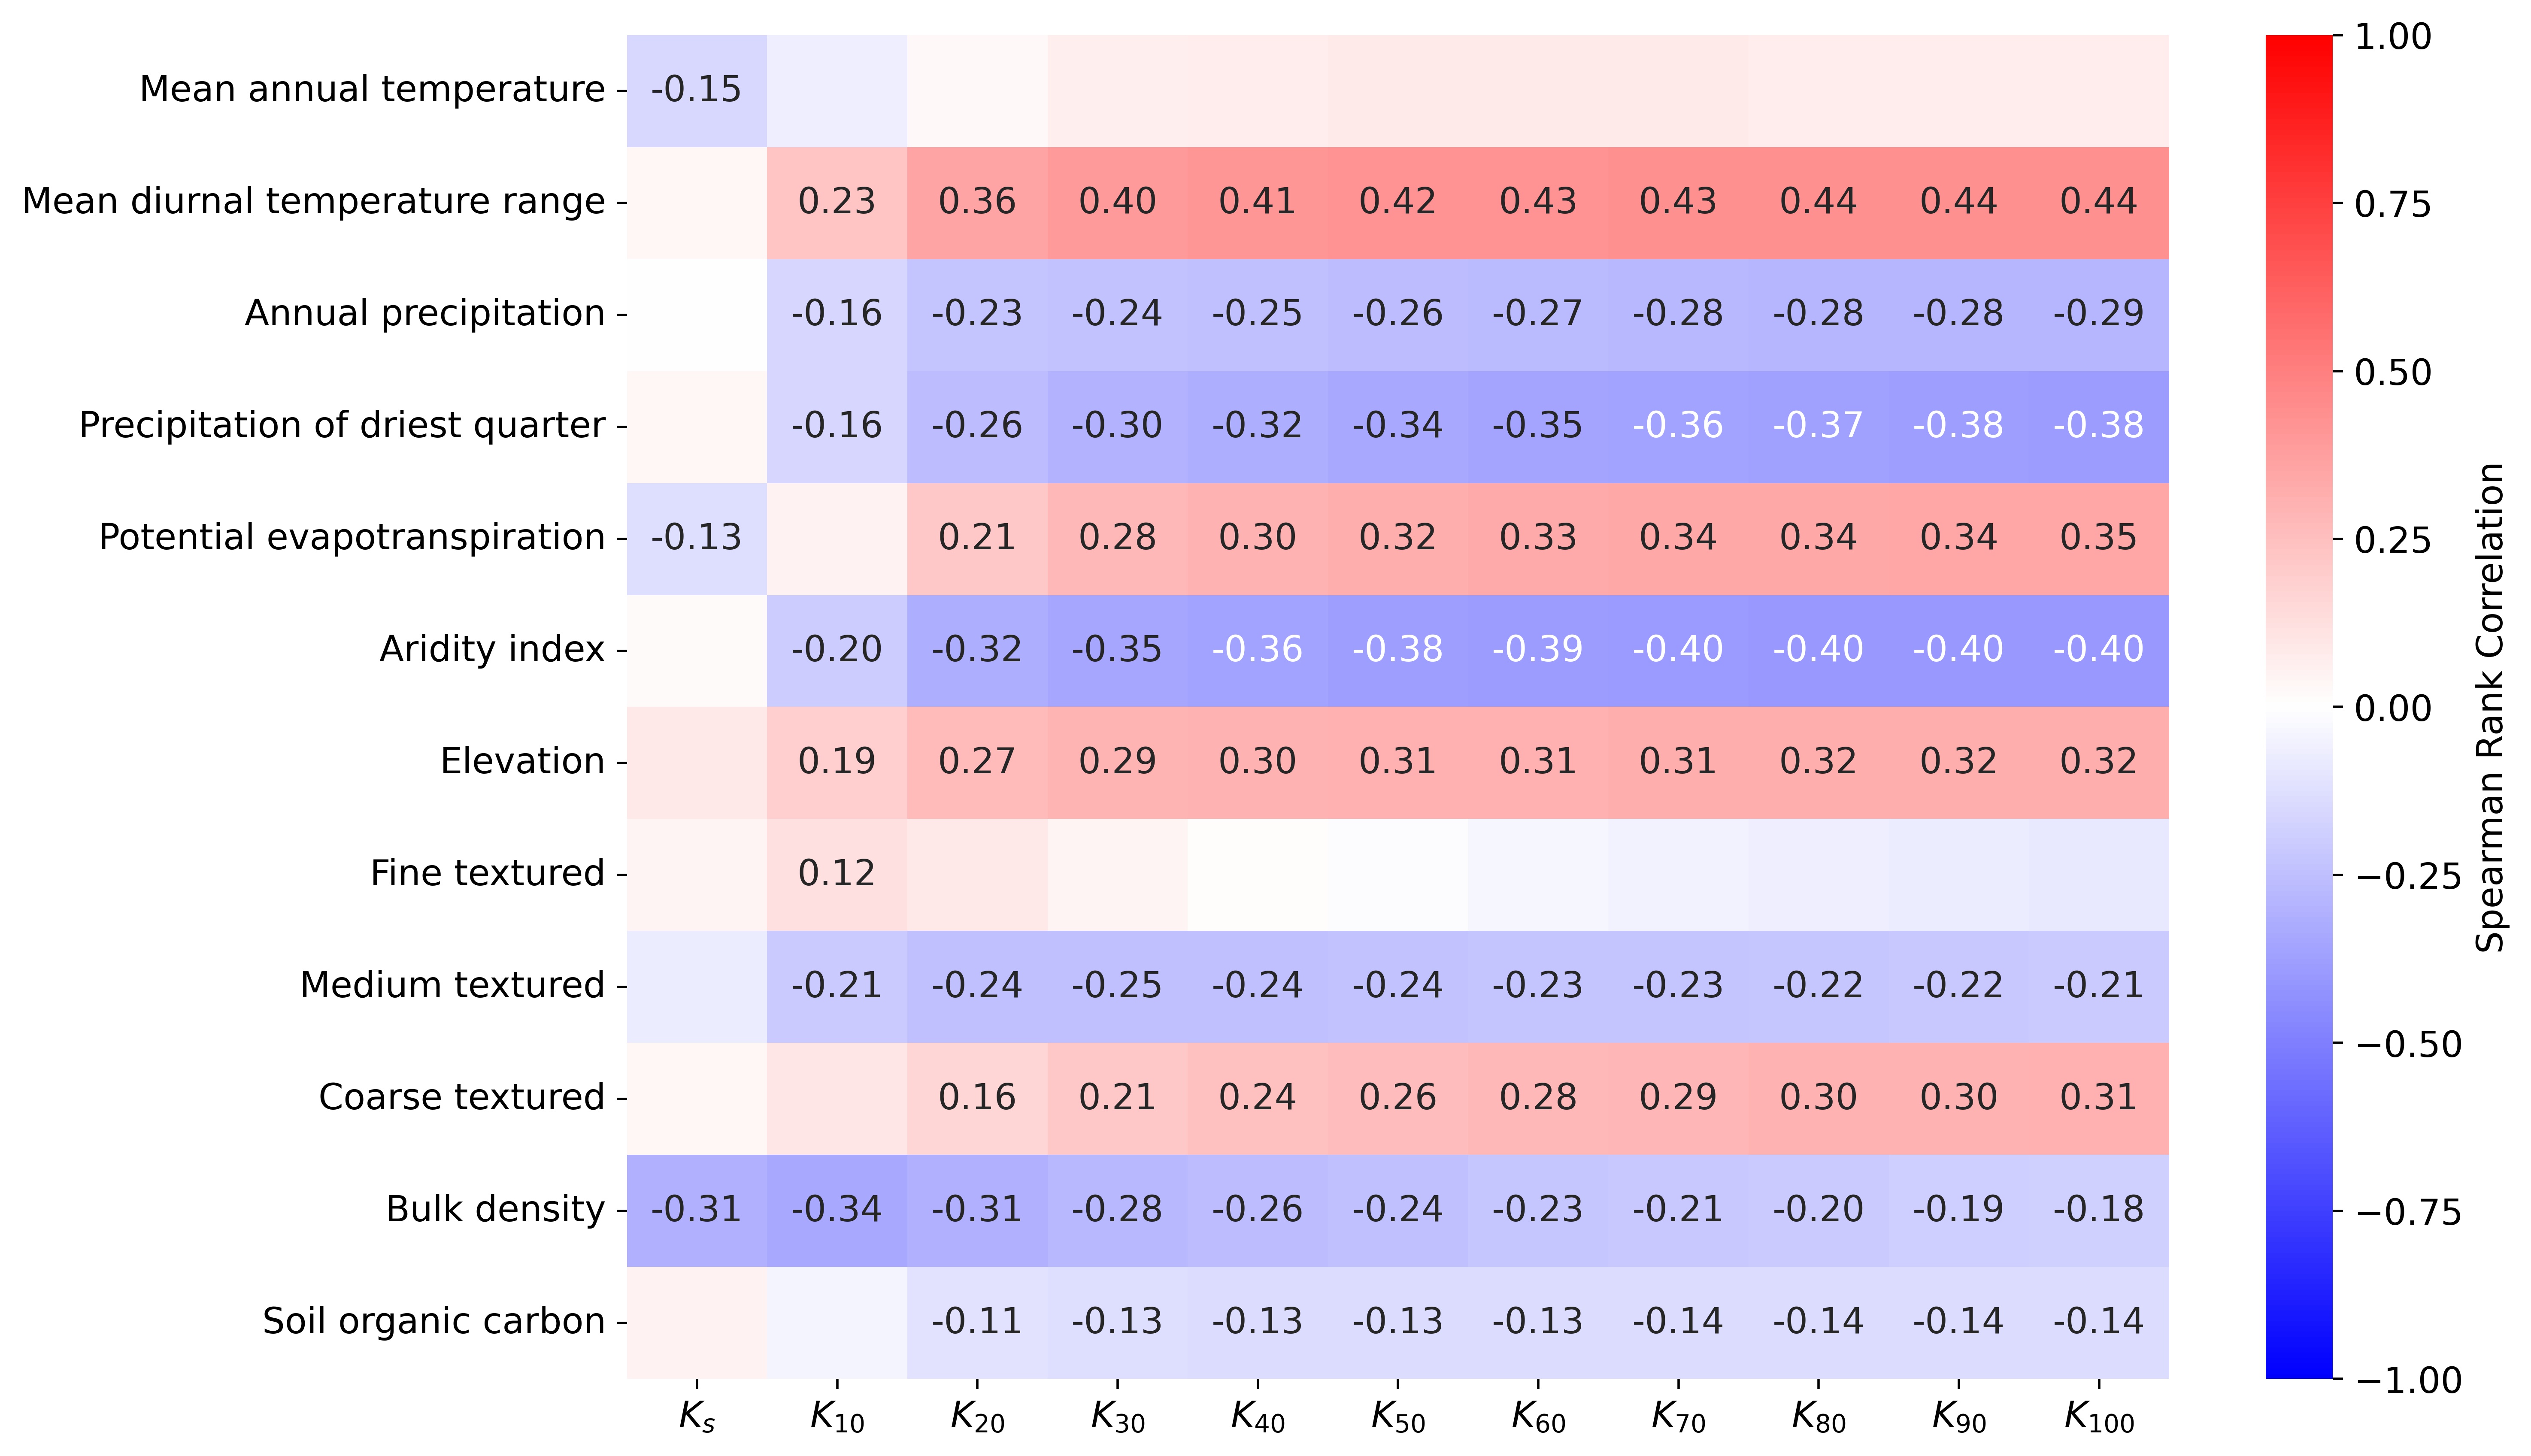 Mean annual temperature -0.15
Mean diurnal temperature range 0.23 0.36 0.40 0.41 0.42 0.43 0.43 0.44 0.44 0.44
Annual precipitation -0.16 -0.23 -0.24 -0.25 -0.26 -0.27 -0.28 -0.28 -0.28 -0.29
Precipitation of driest quarter -0.16 -0.26 -0.30 -0.32 -0.34 -0.35 -0.36 -0.37 -0.38 -0.38
Potential evapotranspiration -0.13 0.21 0.28 0.30 0.32 0.33 0.34 0.34 0.34 0.35
Aridity index -0.20 -0.32 -0.35 -0.36 -0.38 -0.39 -0.40 -0.40 -0.40 -0.40
Elevation 0.19 0.27 0.29 0.30 0.31 0.31 0.31 0.32 0.32 0.32
Fine textured 0.12
Medium textured -0.21 -0.24 -0.25 -0.24 -0.24 -0.23 -0.23 -0.22 -0.22 -0.21
Coarse textured 0.16 0.21 0.24 0.26 0.28 0.29 0.30 0.30 0.31
Bulk density -0.31 -0.34 -0.31 -0.28 -0.26 -0.24 -0.23 -0.21 -0.20 -0.19 -0.18
Soil organic carbon -0.11 -0.13 -0.13 -0.13 -0.13 -0.14 -0.14 -0.14 -0.14
K_s K_10 K_20 K_30 K_40 K_50 K_60 K_70 K_80 K_90 K_100
1.00
0.75
0.50
0.25
0.00
−0.25
−0.50
−0.75
−1.00
Spearman Rank Correlation